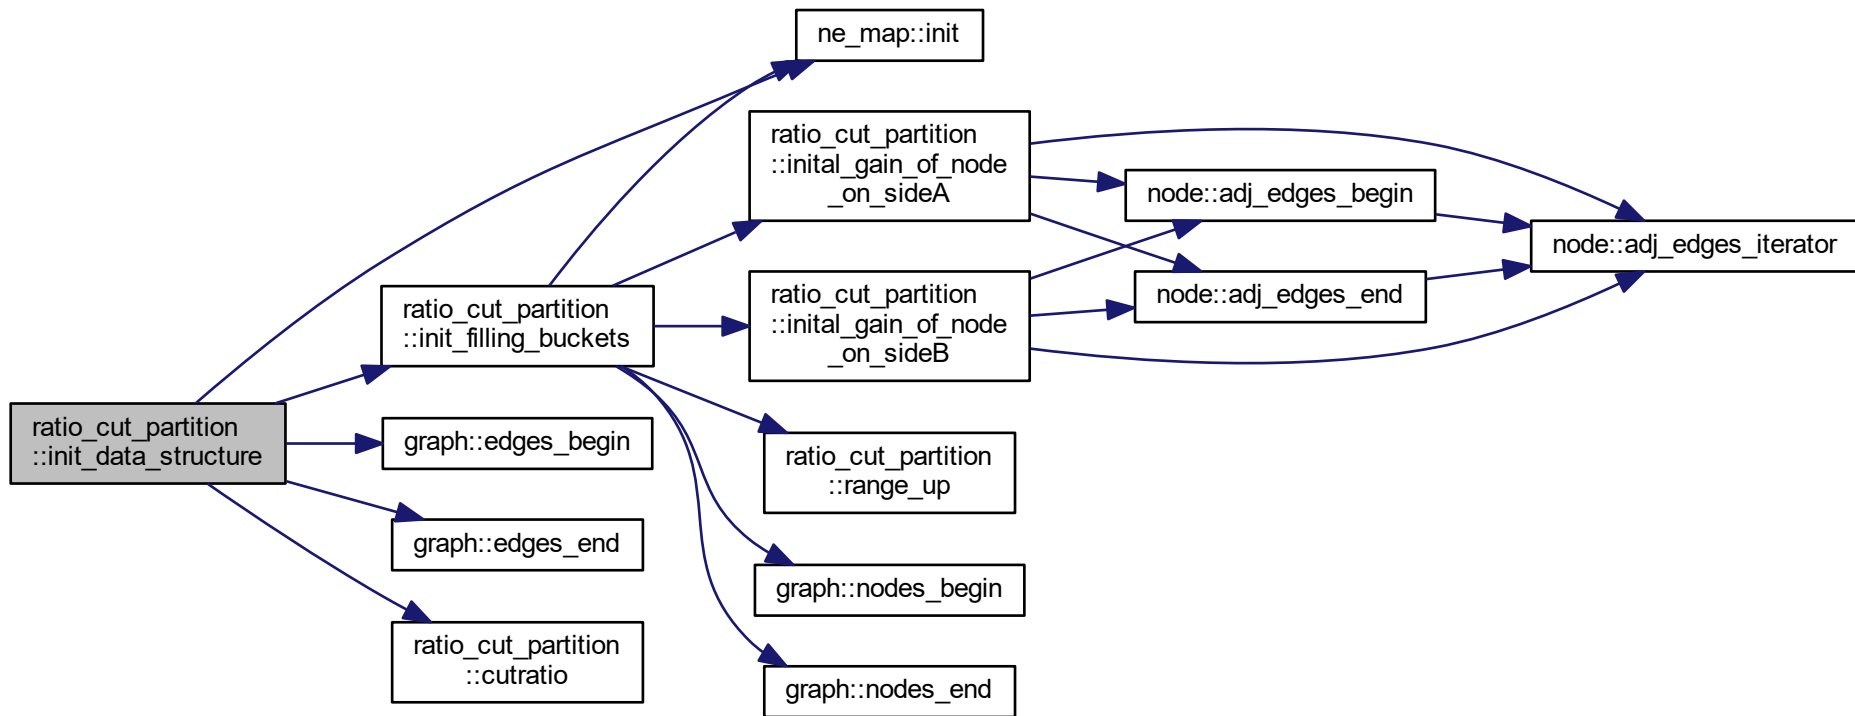 ne_map::init
ratio_cut_partition
::inital_gain_of_node
_on_sideA
node::adj_edges_begin
node::adj_edges_iterator
node::adj_edges_end
ratio_cut_partition
::init_filling_buckets
ratio_cut_partition
::inital_gain_of_node
_on_sideB
ratio_cut_partition
::init_data_structure
graph::edges_begin
ratio_cut_partition
::range_up
graph::edges_end
graph::nodes_begin
ratio_cut_partition
::cutratio
graph::nodes_end